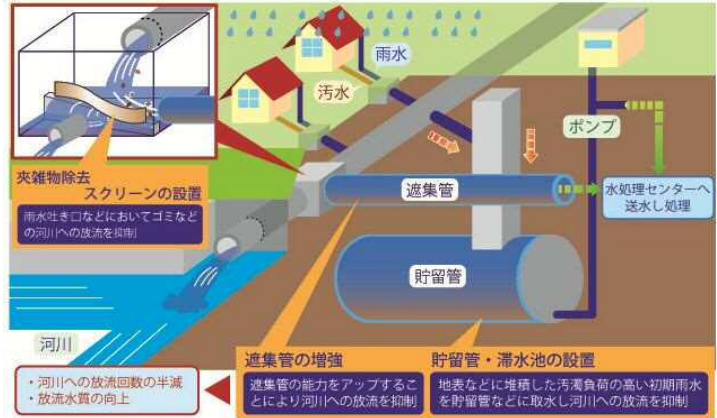 雨水
汚水
ポンプ
夾雑物除去
スクリーンの設置
雨水吐き口などにおいてゴミなど
の河川への放流を抑制
遮集管
水処理センターへ
送水し処理
貯留管
河川
・河川への放流回数の半減
・放流水質の向上
遮集管の増強
遮集管の能力をアップするこ
とにより河川への放流を抑制
貯留管・滞水池の設置
地表などに堆積した汚濁負荷の高い初期雨水
を貯留管などに取水し河川への放流を抑制